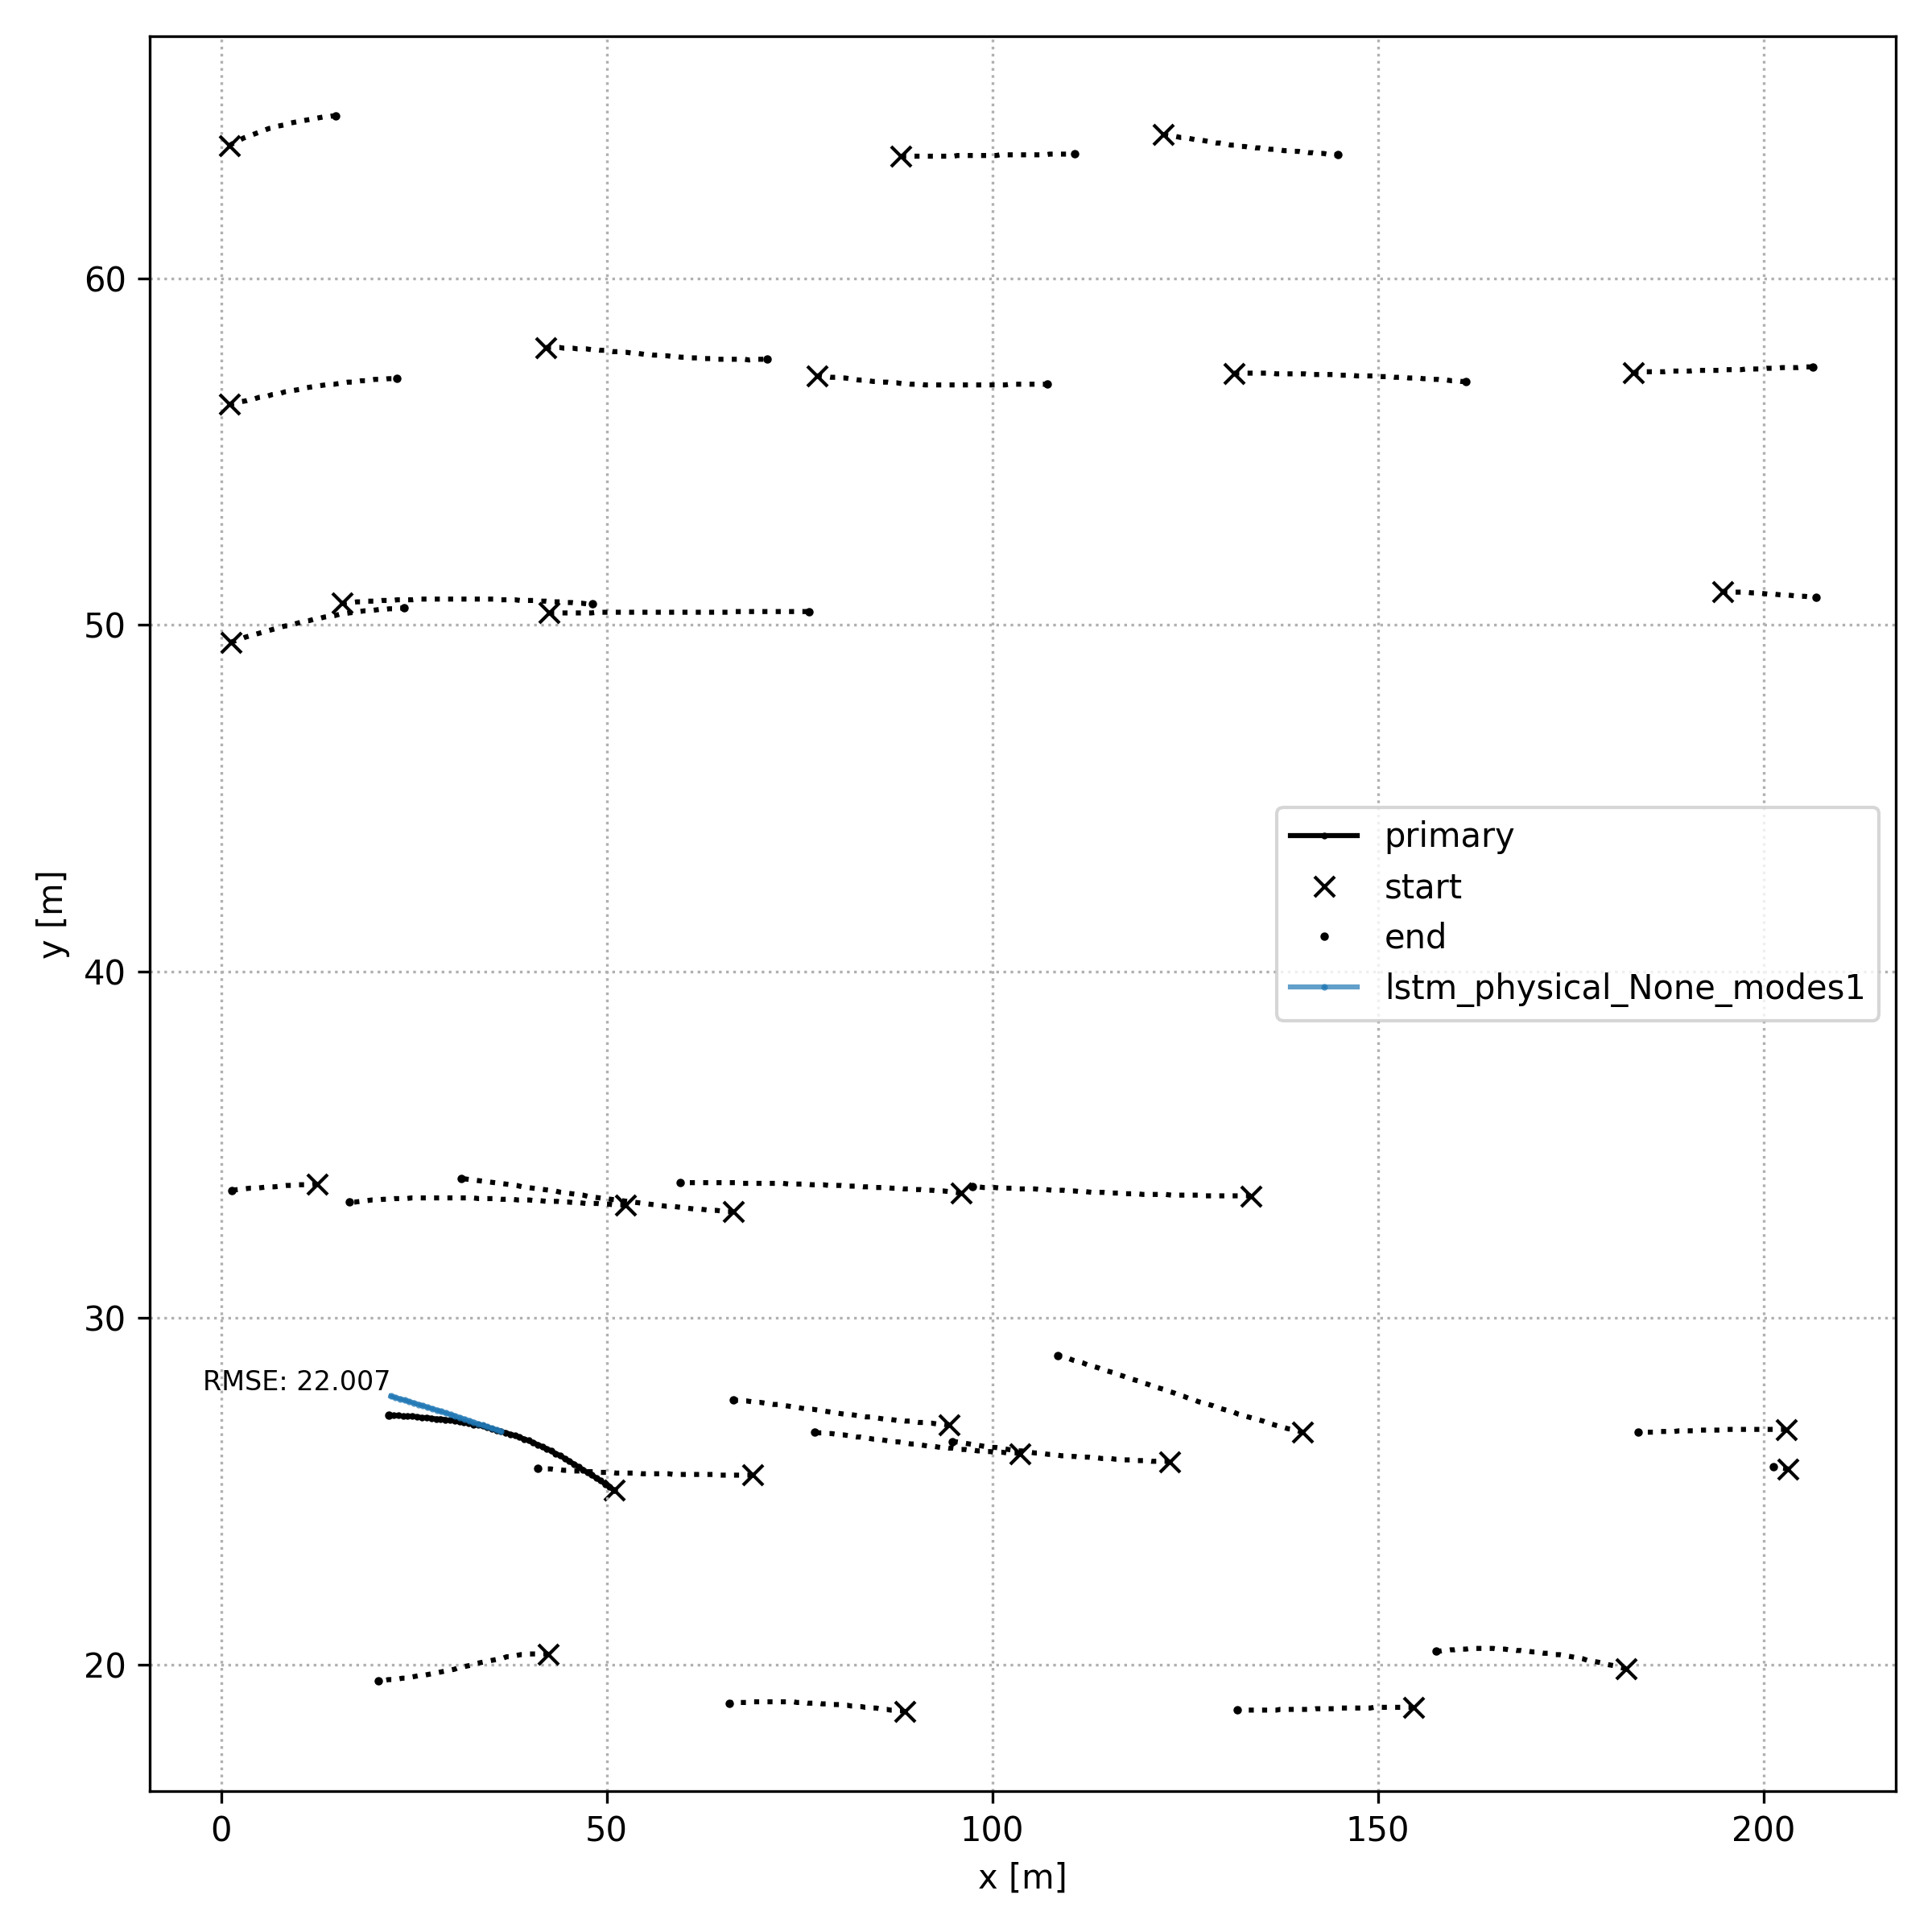 60
50
40
30
20
y [m]
primary
start
end
lstm_physical_None_modes1
RMSE: 22.007
0 50 100 150 200
x [m]